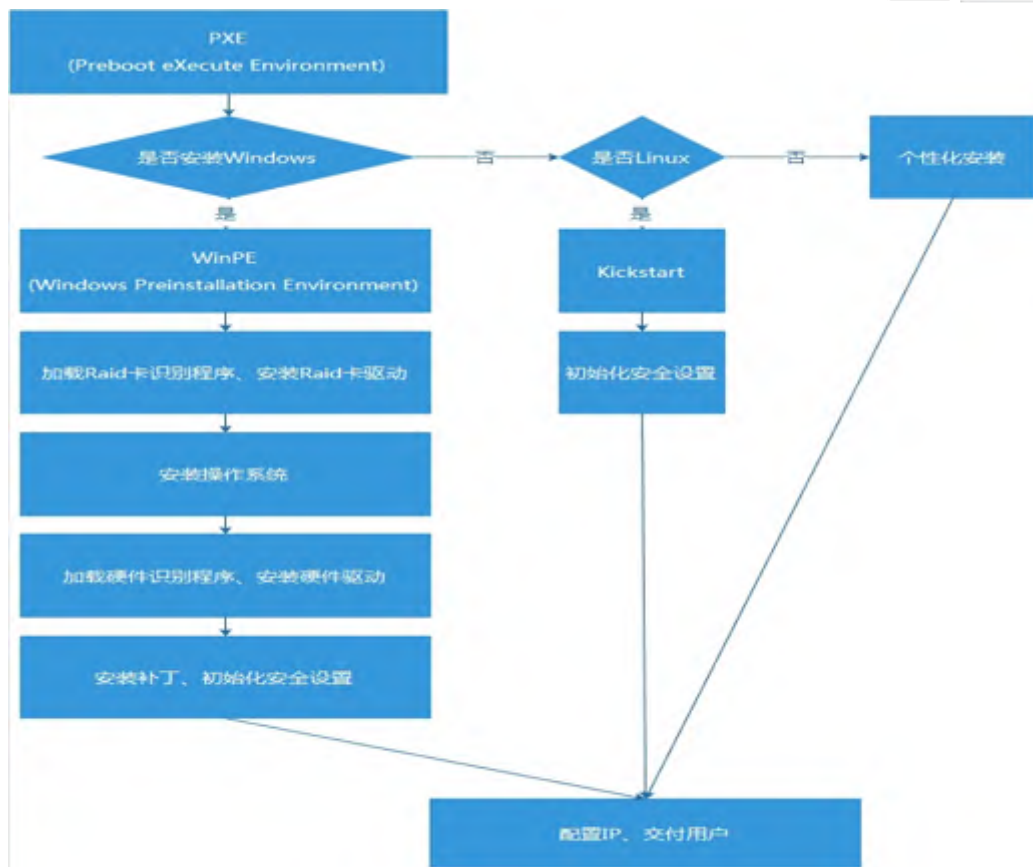 PXE
(Preboot eXecute Environment)
是否安装Windows
否
是否Linux
否
个性化安装
是
是
WinPE
(Windows Preinstallation Environment)
Kickstart
加载Raid卡识别程序、安装Raid卡驱动
初始化安全设置
安装操作系统
加载硬件识别程序、安装硬件驱动
安装补丁、初始化安全设置
配置IP、交付用户